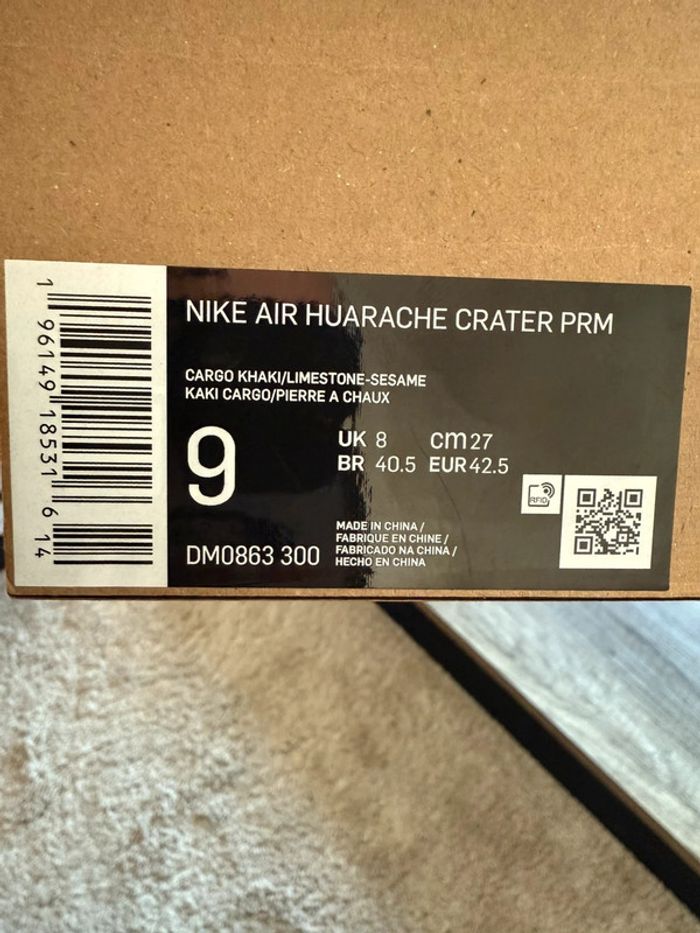 NIKE AIR HUARACHE CRATER PRM
CARGO KHAKI/LIMESTONE-SESAME
KAKI CARGO/PIERRE A CHAUX
9
UK 8 cm 27
BR 40.5 EUR 42.5
RFID
DM0863 300
MADE IN CHINA /
FABRIQUE EN CHINE /
FABRICADO NA CHINA /
HECHO EN CHINA
1 96149 18531 6 14